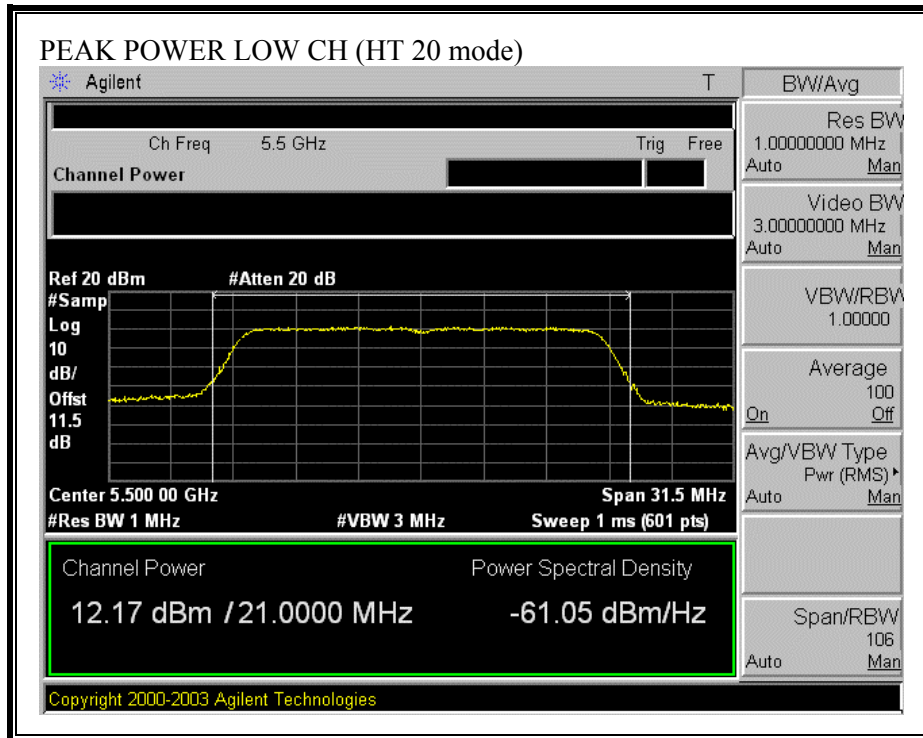 PEAK POWER LOW CH (HT 20 mode)
Agilent T
Ch Freq 5.5 GHz Trig Free
Channel Power
Ref 20 dBm #Atten 20 dB
#Samp
Log
10
dB/
Offst
11.5
dB
Center 5.500 00 GHz Span 31.5 MHz
#Res BW 1 MHz #VBW 3 MHz Sweep 1 ms (601 pts)
Channel Power Power Spectral Density
12.17 dBm / 21.0000 MHz -61.05 dBm/Hz
Copyright 2000-2003 Agilent Technologies
BW/Avg
Res BW
1.00000000 MHz
Auto Man
Video BW
3.00000000 MHz
Auto Man
VBW/RBW
1.00000
Average
100
On Off
Avg/VBW Type
Pwr (RMS)
Auto Man
Span/RBW
106
Auto Man